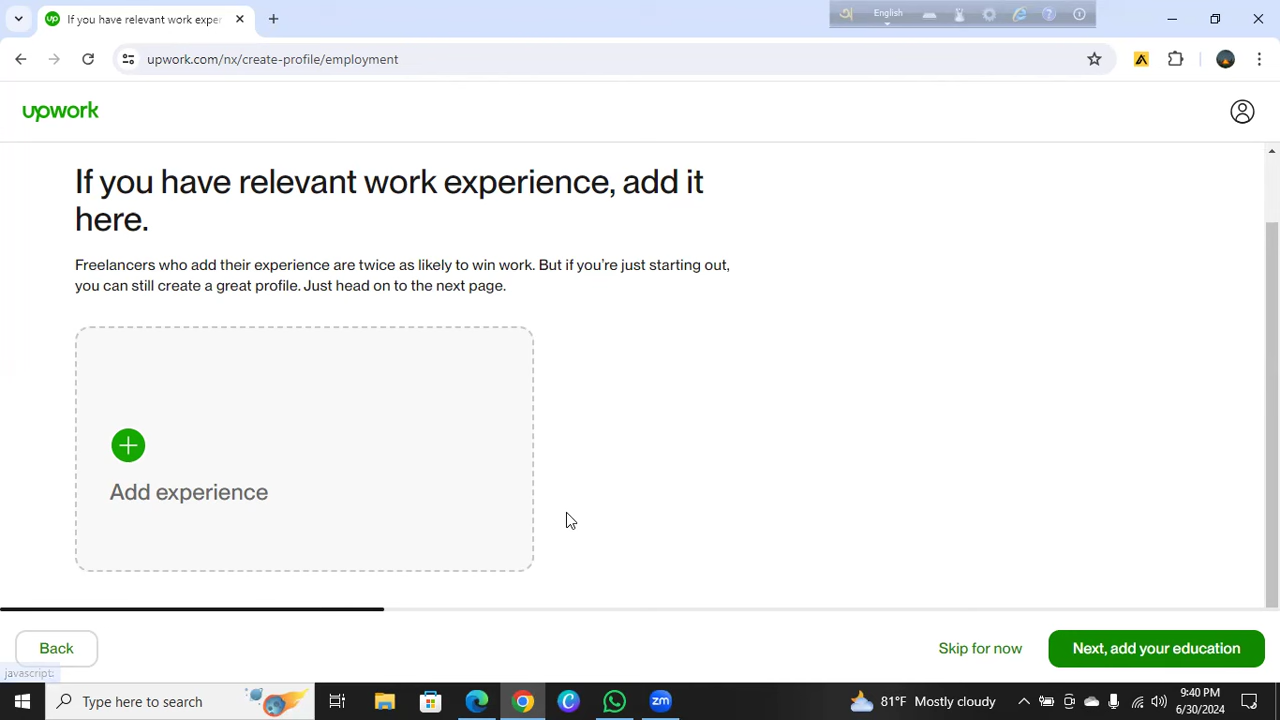 If you have relevant work exper
English
upwork.com/nx/create-profile/employment
upwork
If you have relevant work experience, add it
here.
Freelancers who add their experience are twice as likely to win work. But if you're just starting out,
you can still create a great profile. Just head on to the next page.
Add experience
Back
Skip for now
Next, add your education
javascript:
Type here to search
81°F Mostly cloudy
9:40 PM
6/30/2024